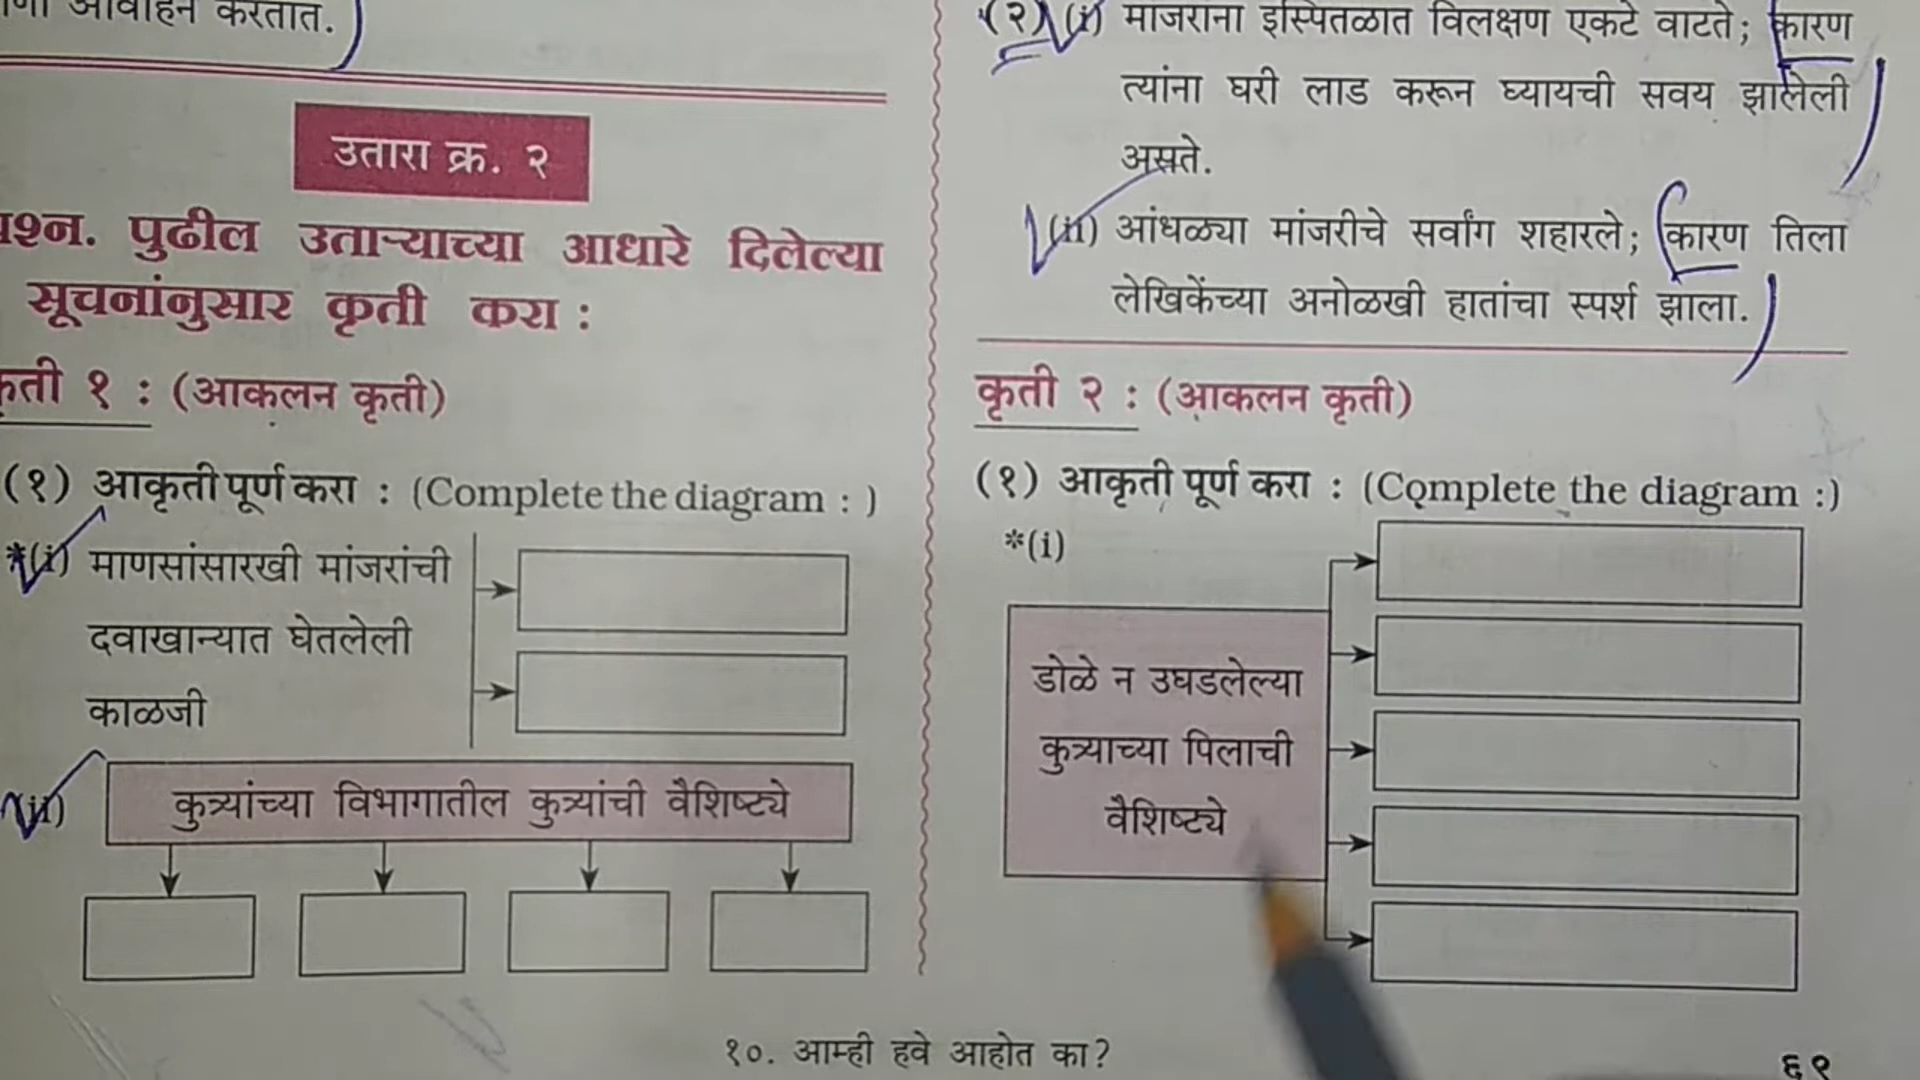 आवाहन करतात.
उतारा क्र. २
प्रश्न. पुढील उताऱ्याच्या आधारे दिलेल्या
सूचनांनुसार कृती करा :
कृती १ : (आकलन कृती)
(१) आकृती पूर्ण करा : (Complete the diagram : )
*(i) माणसांसारखी मांजरांची
दवाखान्यात घेतलेली
काळजी
(ii) कुत्र्यांच्या विभागातील कुत्र्यांची वैशिष्ट्ये
(२) (i) मांजरांना इस्पितळात विलक्षण एकटे वाटते; कारण
त्यांना घरी लाड करून घ्यायची सवय झालेली
असते.
(ii) आंधळ्या मांजरीचे सर्वांग शहारले; कारण तिला
लेखिकेंच्या अनोळखी हातांचा स्पर्श झाला.
कृती २ : (आकलन कृती)
(१) आकृती पूर्ण करा : (Complete the diagram :)
*(i)
डोळे न उघडलेल्या
कुत्र्याच्या पिलाची
वैशिष्ट्ये
१०. आम्ही हवे आहोत का?
६९